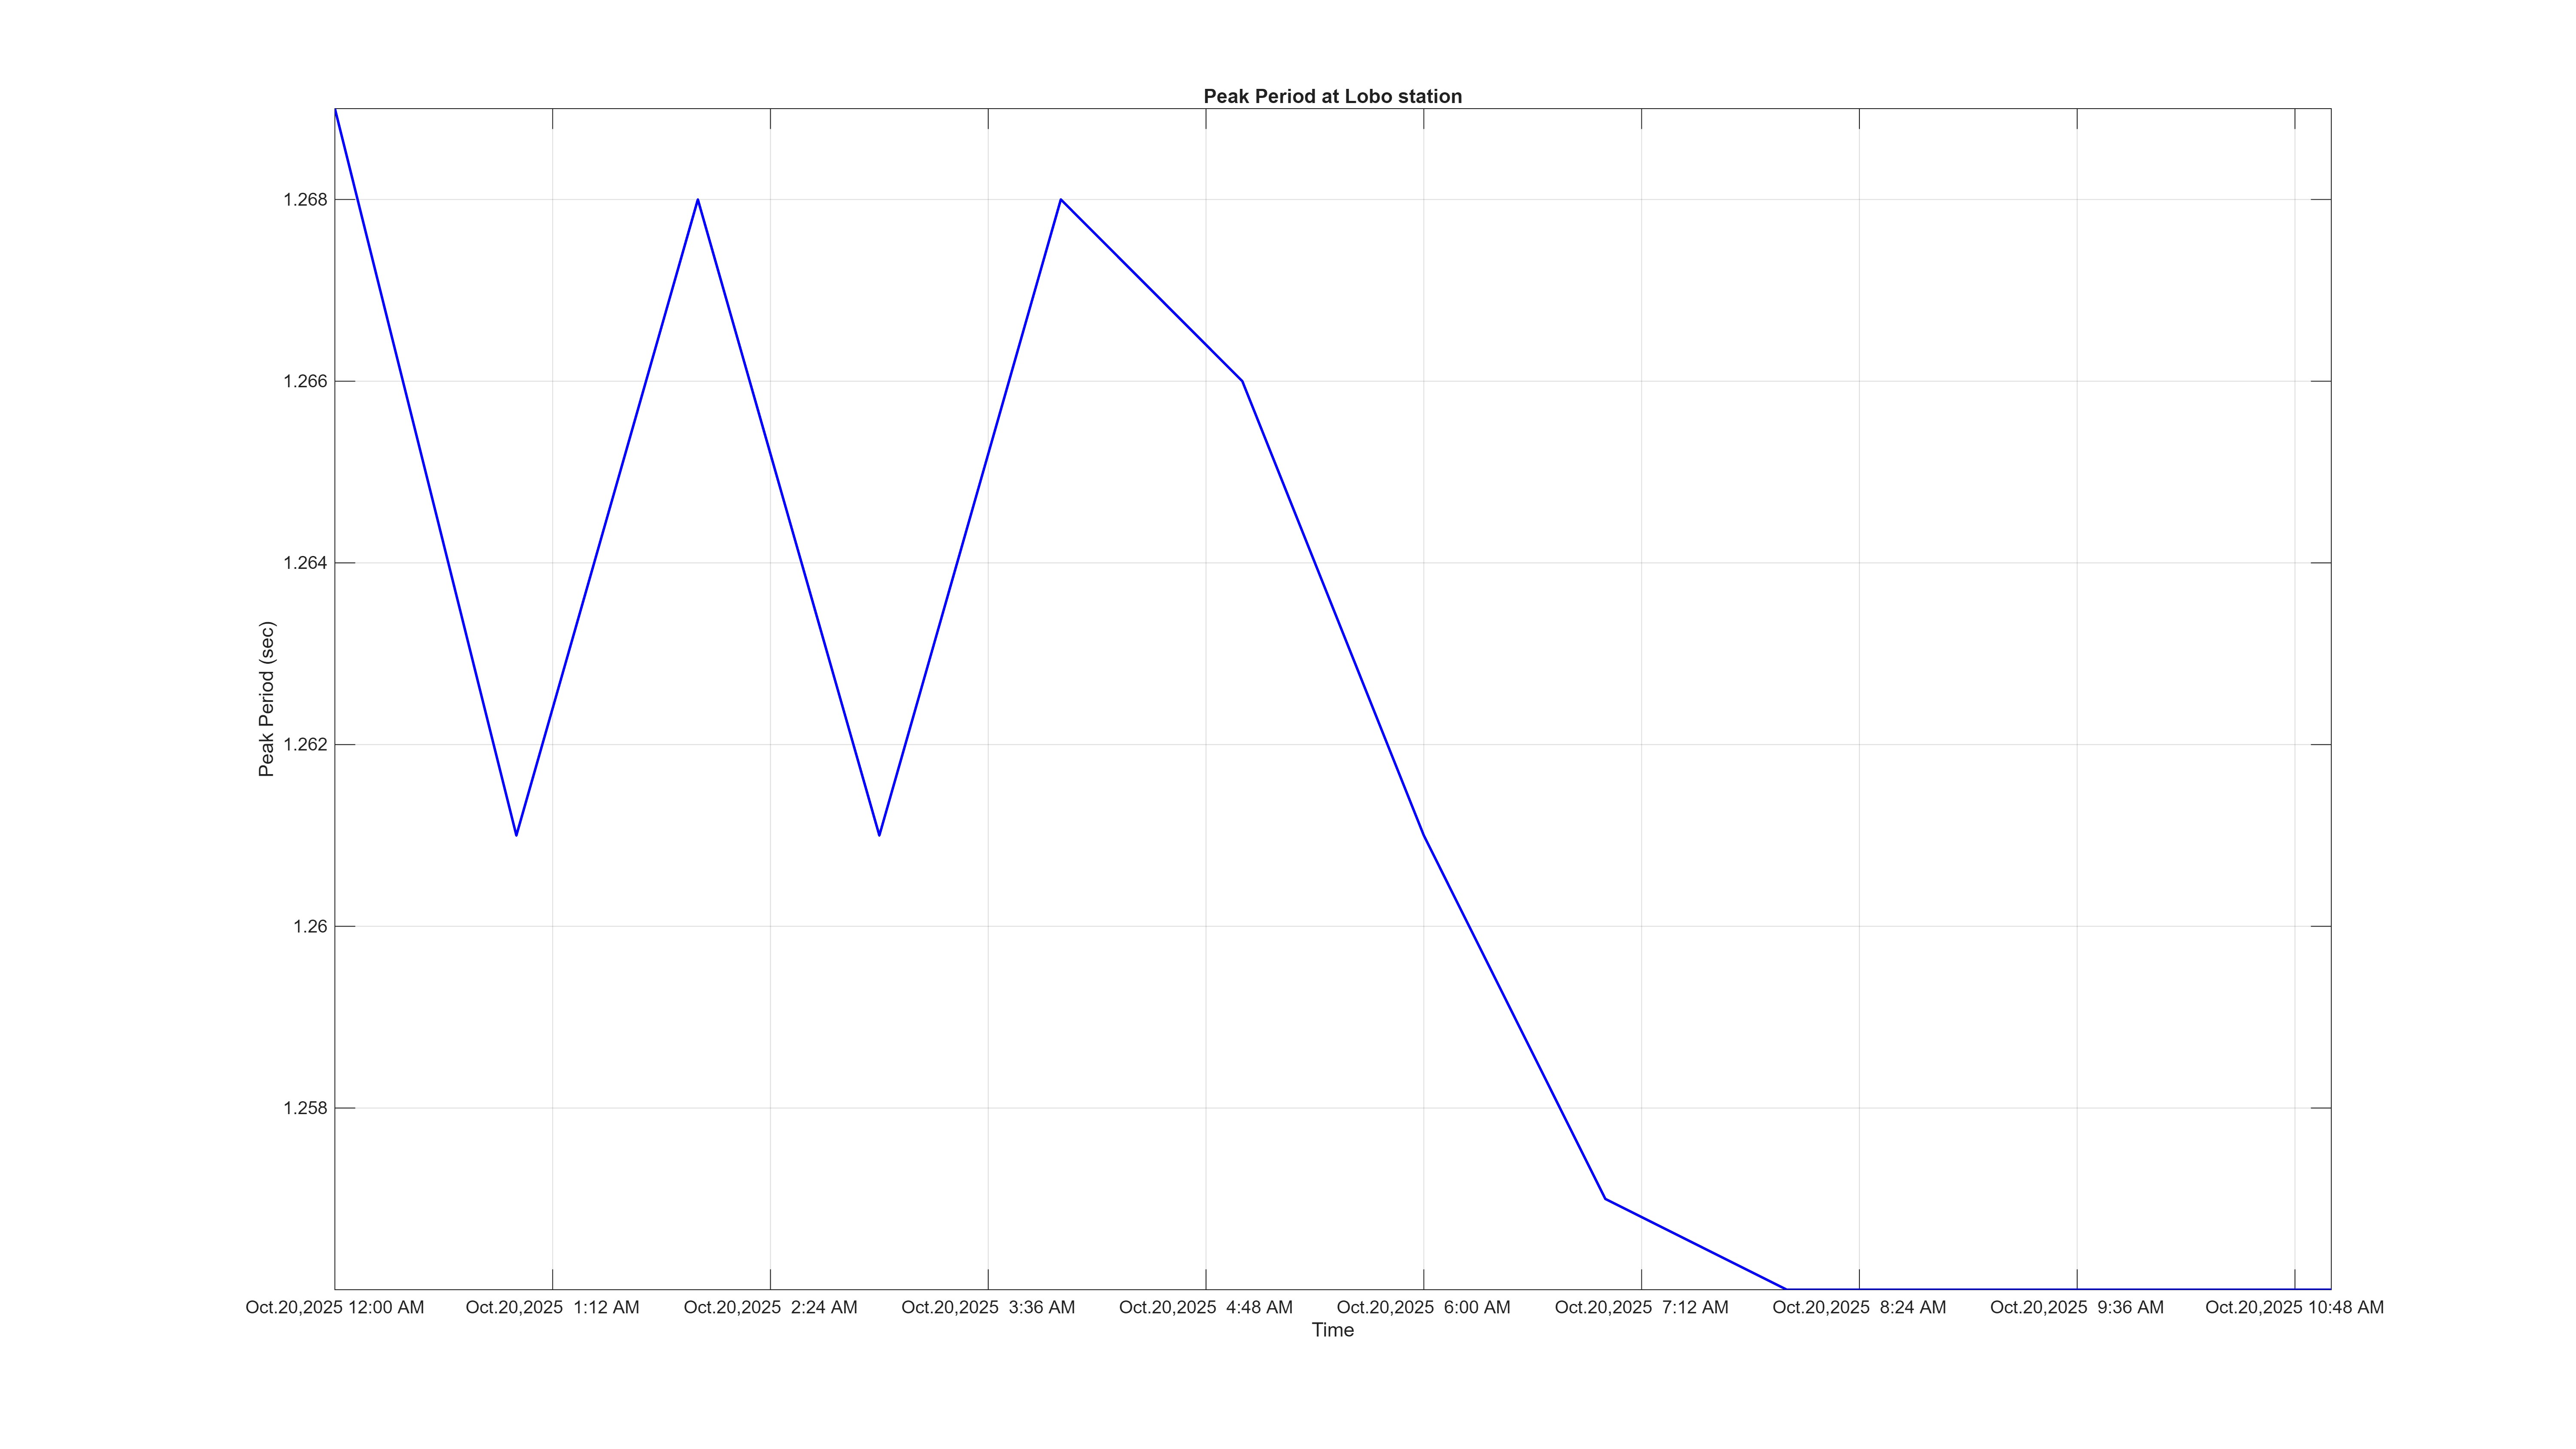 Peak Period at Lobo station
1.268
1.266
1.264
1.262
1.26
1.258
Peak Period (sec)
Oct.20,2025 12:00 AM
Oct.20,2025  1:12 AM
Oct.20,2025  2:24 AM
Oct.20,2025  3:36 AM
Oct.20,2025  4:48 AM
Oct.20,2025  6:00 AM
Oct.20,2025  7:12 AM
Oct.20,2025  8:24 AM
Oct.20,2025  9:36 AM
Oct.20,2025 10:48 AM
Time